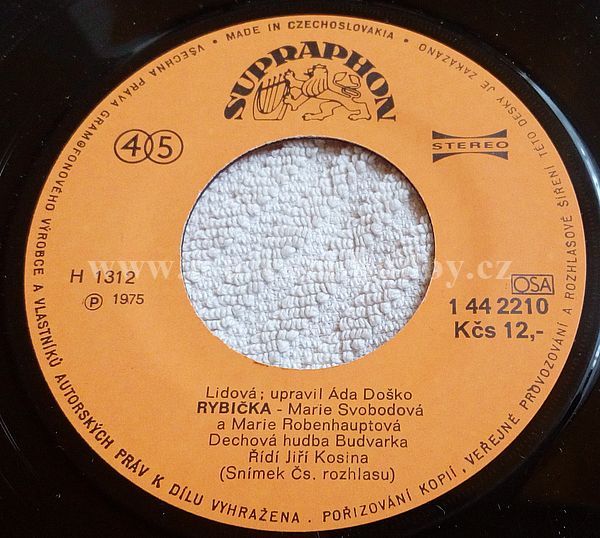 VŠECHNA PRÁVA GRAMOFONOVÉHO VÝROBCE A VLASTNÍKŮ AUTORSKÝCH PRÁV K DÍLU VYHRAŽENA. POŘIZOVÁNÍ KOPIÍ, VEŘEJNÉ PROVOZOVÁNÍ A ROZHLASOVÉ ŠÍŘENÍ TÉTO DESKY JE ZAKÁZÁNO • MADE IN CZECHOSLOVAKIA •
SUPRAPHON
45
STEREO
H 1312
Ⓟ 1975
OSA
1 44 2210
Kčs 12,-
Lidová; upravil Áda Doško
RYBIČKA - Marie Svobodová
a Marie Robenhauptová
Dechová hudba Budvarka
Řídí Jiří Kosina
(Snímek Čs. rozhlasu)